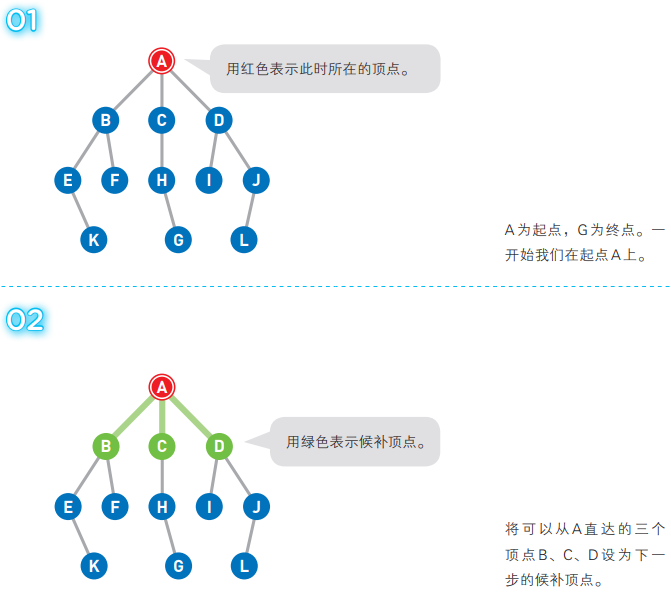 01
A
用红色表示此时所在的顶点。
B C D
E F H I J
K G L
A为起点，G为终点。一
开始我们在起点A上。
02
A
B C D
用绿色表示候补顶点。
E F H I J
K G L
将可以从A直达的三个
顶点B、C、D设为下一
步的候补顶点。